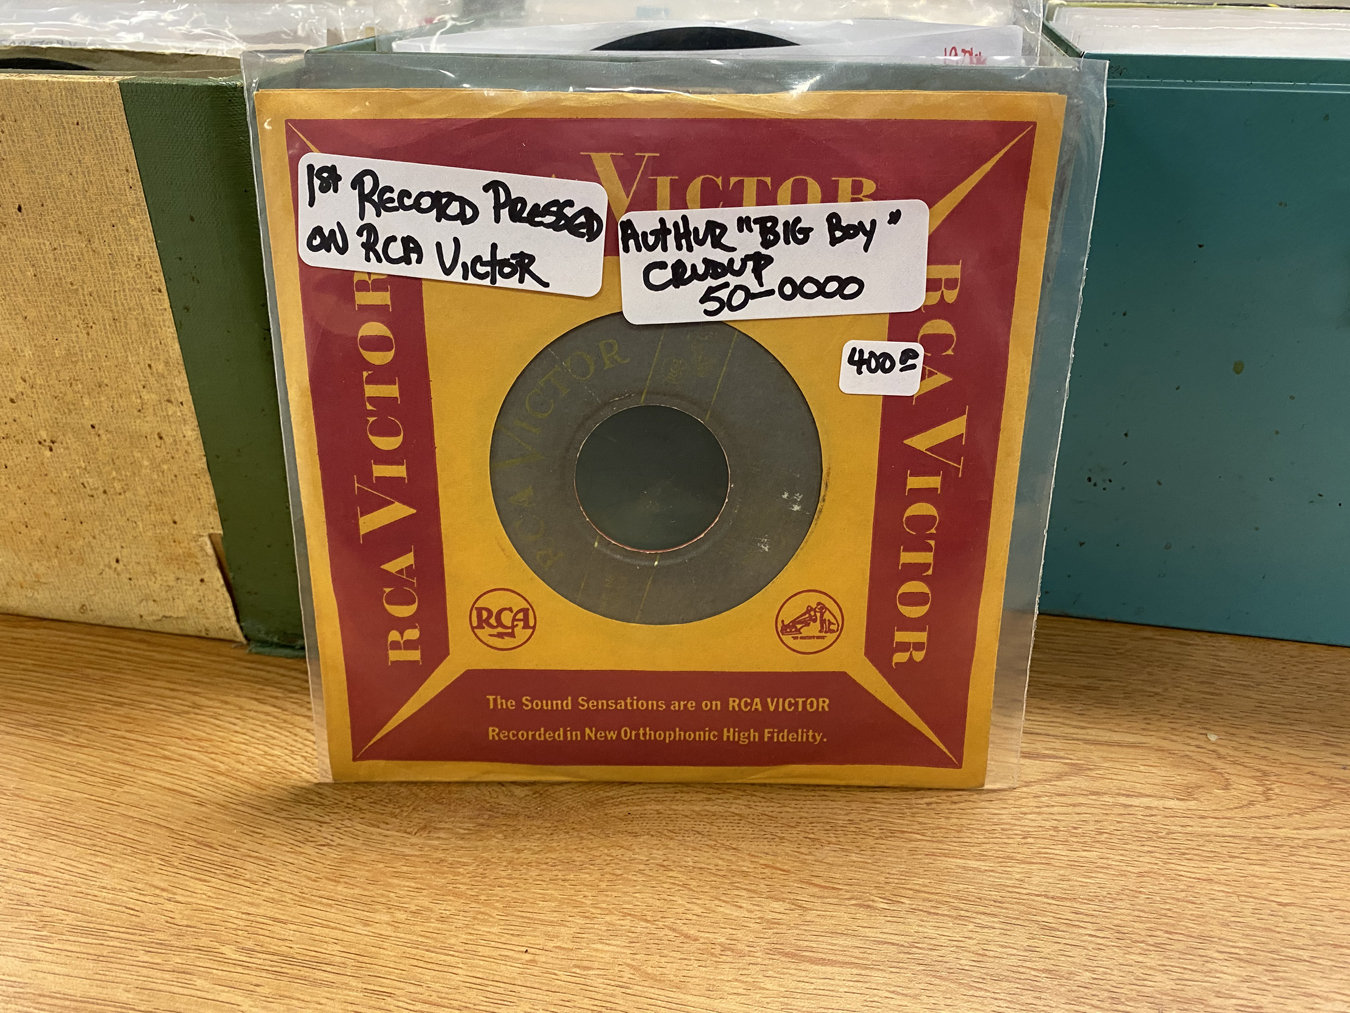 VICTOR
1st RECORD PRESSED
ON RCA VICTOR
AUTHUR "BIG BOY"
CRUDUP
50-0000
400
RCA VICTOR
RCA VICTOR
RCA VICTOR
RCA
The Sound Sensations are on RCA VICTOR
Recorded in New Orthophonic High Fidelity.